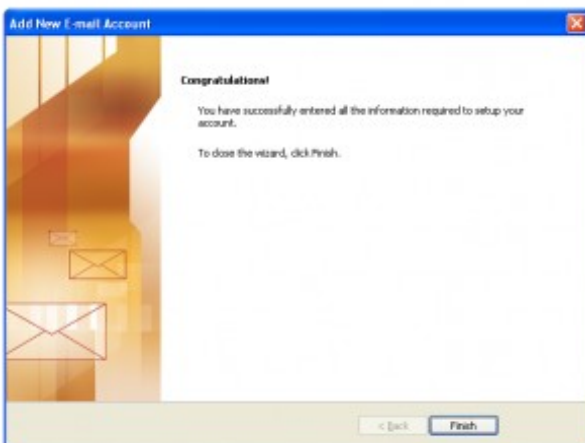 Add New E-mail Account
Congratulations!
You have successfully entered all the information required to setup your
account.
To close the wizard, click Finish.
< Back
Finish